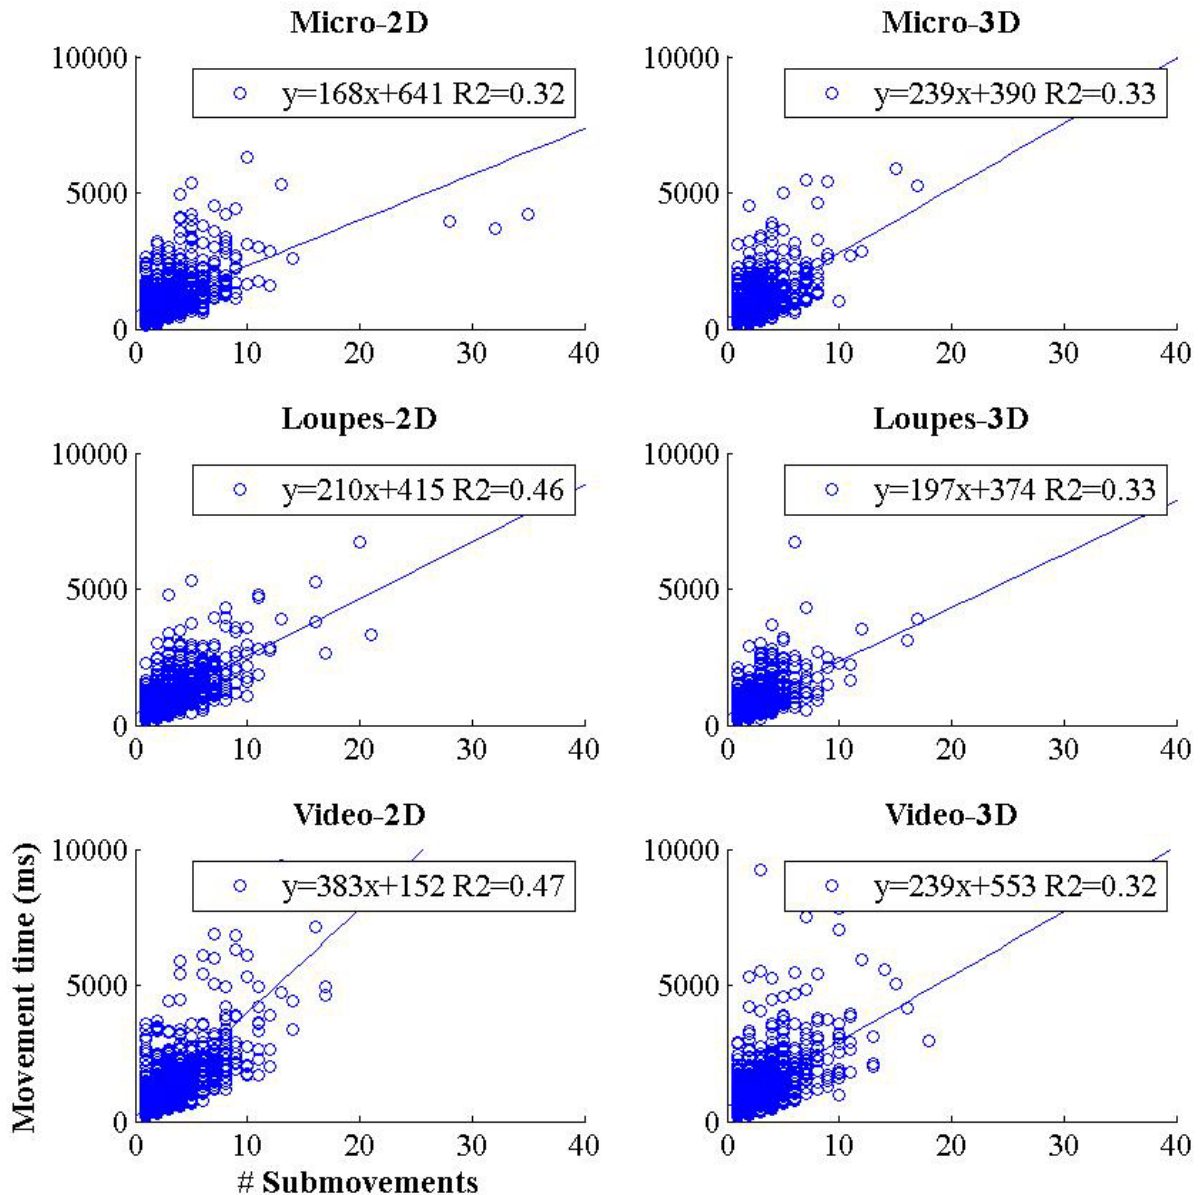 Micro-2D
10000
5000
0
y=168x+641 R2=0.32
0 10 20 30 40
Micro-3D
10000
5000
0
y=239x+390 R2=0.33
0 10 20 30 40
Loupes-2D
10000
5000
0
y=210x+415 R2=0.46
0 10 20 30 40
Loupes-3D
10000
5000
0
y=197x+374 R2=0.33
0 10 20 30 40
Video-2D
10000
5000
0
y=383x+152 R2=0.47
0 10 20 30 40
Video-3D
10000
5000
0
y=239x+553 R2=0.32
0 10 20 30 40
Movement time (ms)
# Submovements